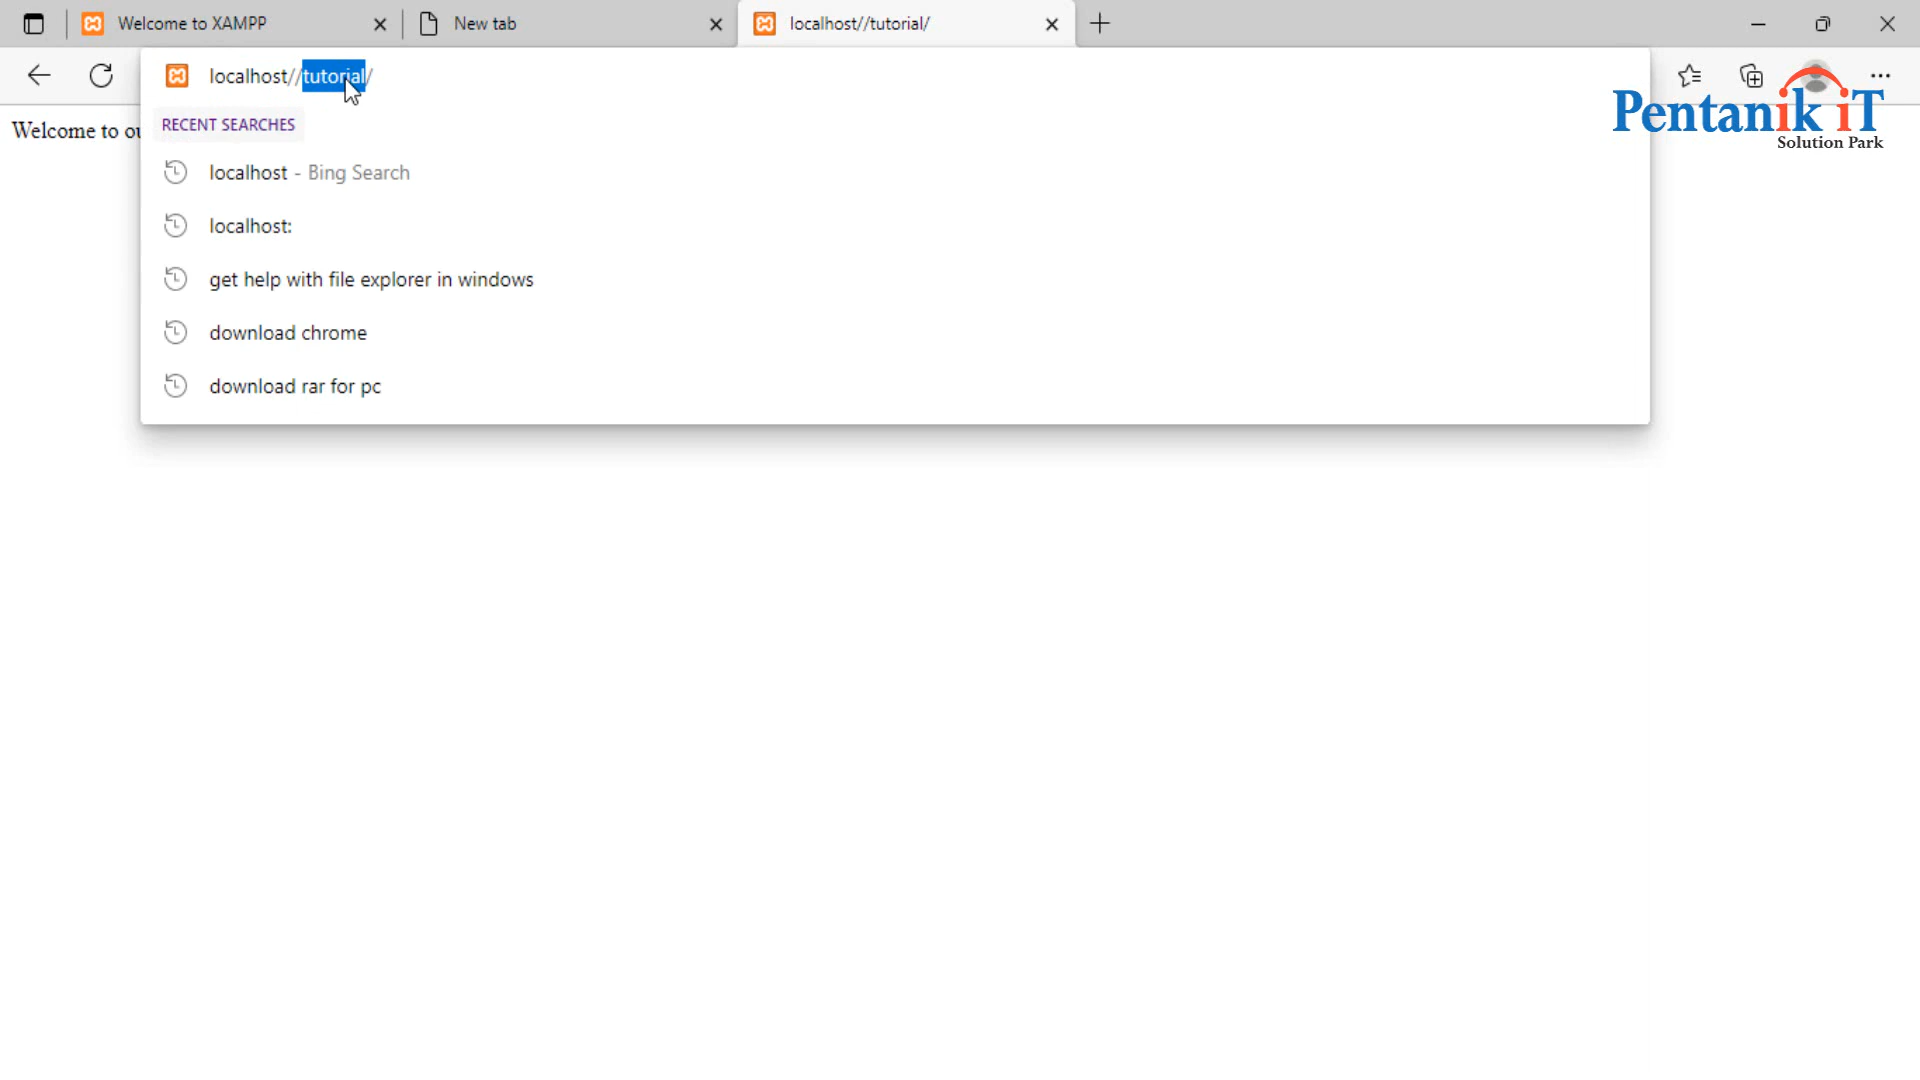 Welcome to XAMPP
New tab
localhost//tutorial/
localhost//tutorial/
Welcome to ou
RECENT SEARCHES
localhost - Bing Search
localhost:
get help with file explorer in windows
download chrome
download rar for pc
Pentanik iT
Solution Park